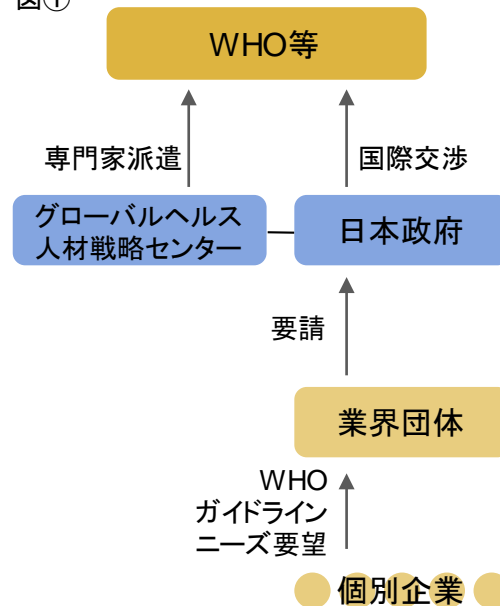 図①
WHO等
専門家派遣
国際交渉
グローバルヘルス
人材戦略センター
日本政府
要請
業界団体
WHO
ガイドライン
ニーズ要望
個別企業